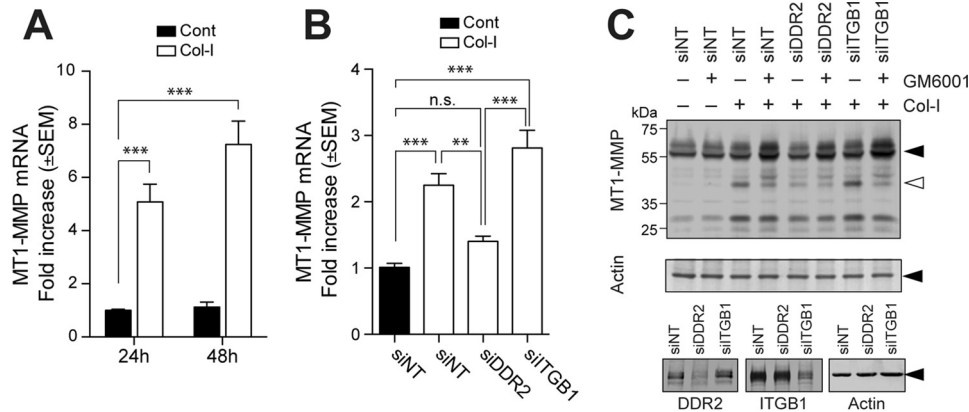 A
Cont
Col-I
MT1-MMP mRNA
Fold increase (±SEM)
10
8
6
4
2
0
***
***
24h
48h
B
Cont
Col-I
MT1-MMP mRNA
Fold increase (±SEM)
4
3
2
1
0
***
n.s.
***
***
**
siNT
siNT
siDDR2
siITGB1
C
siNT
siNT
siNT
siNT
siDDR2
siDDR2
siITGB1
siITGB1
– + – + – + – + GM6001
– – + + + + + + Col-I
kDa
75
55
35
25
MT1-MMP
Actin
siNT
siDDR2
siITGB1
siNT
siDDR2
siITGB1
siNT
siDDR2
siITGB1
DDR2
ITGB1
Actin